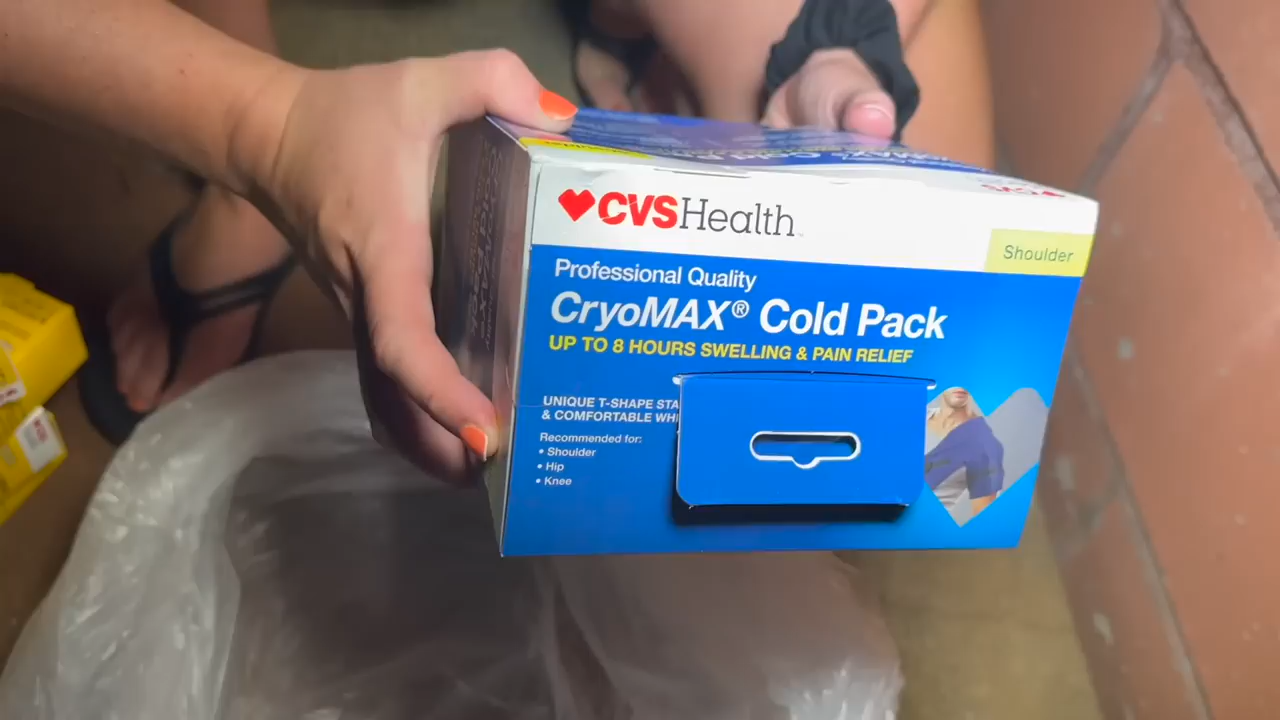 CVSHealth
Shoulder
Professional Quality
CryoMAX® Cold Pack
UP TO 8 HOURS SWELLING & PAIN RELIEF
UNIQUE T-SHAPE
& COMFORTABLE
Recommended for:
• Shoulder
• Hip
• Knee